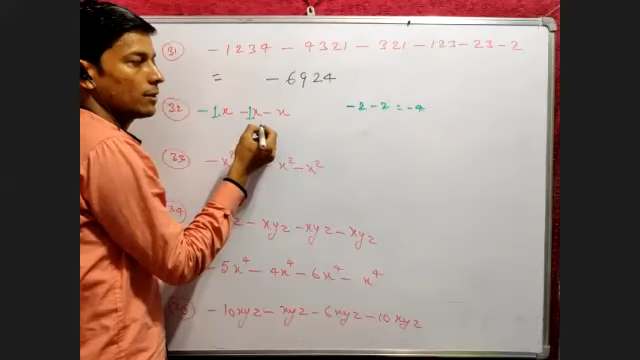 31 - 1234 - 4321 - 321 - 123 - 23 - 2
= - 6924
32 - 1x - 1x - x - 2 - 2 = - 4
33 - x² - x² - x²
34 z - xyz - xyz - xyz
- 5x⁴ - 4x⁴ - 6x⁴ - x⁴
- 10xyz - xyz - 6xyz - 10xyz